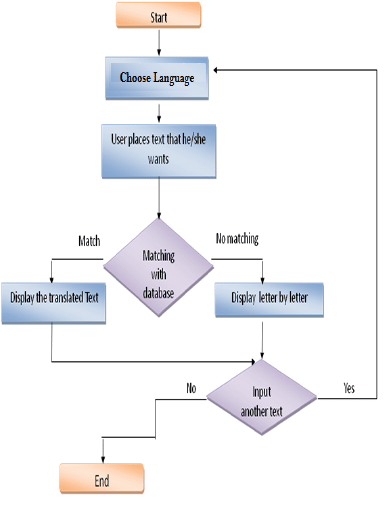 Start
Choose Language
User places text that he/she
wants
Match
No matching
Matching
with
database
Display the translated Text
Display letter by letter
No
Yes
Input
another text
End